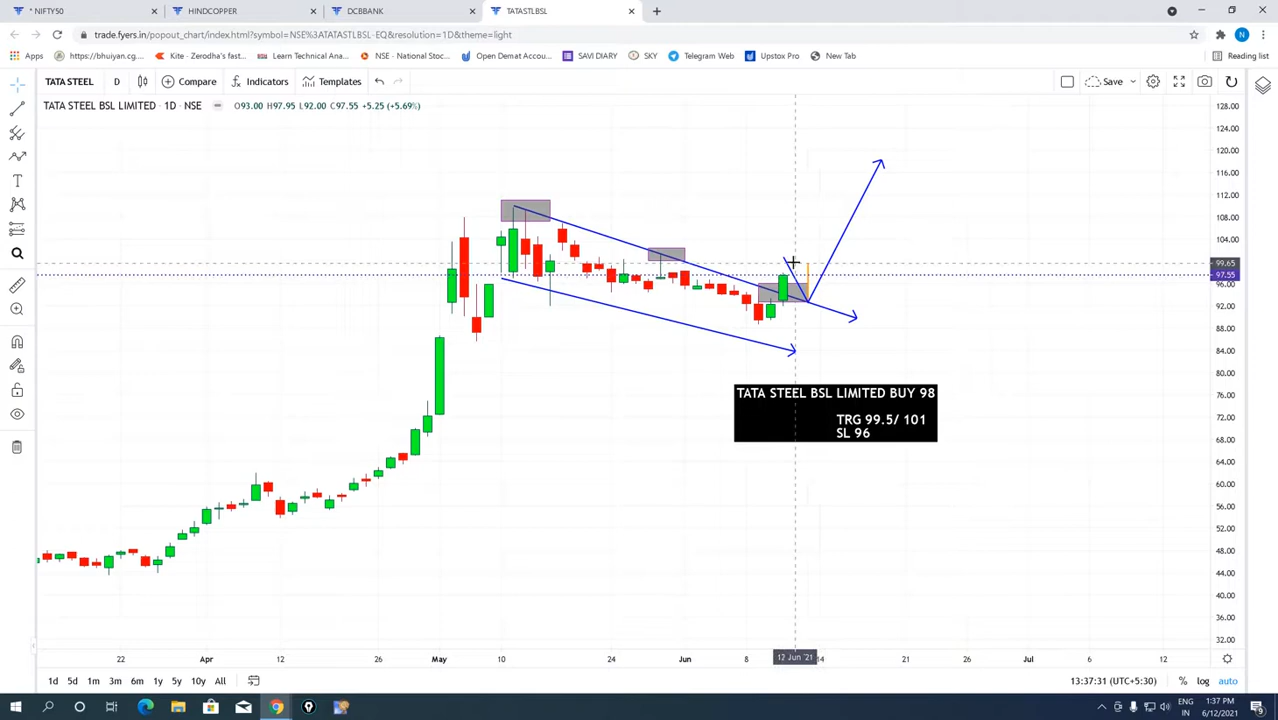 * NIFTY50
HINDCOPPER
DCBBANK
TATASTLBSL
trade.fyers.in/popout_chart/index.html?symbol=NSE%3ATATASTLBSL-EQ&resolution=1D&theme=light
N
Apps
https://bhuiyan.cg...
Kite - Zerodha's fast...
Learn Technical Ana...
NSE - National Stoc...
Open Demat Accou...
SAVI DIARY
SKY
Telegram Web
Upstox Pro
New Tab
Reading list
TATA STEEL
D
Compare
Indicators
Templates
Save
TATA STEEL BSL LIMITED · 1D · NSE
O93.00 H97.95 L92.00 C97.55 +5.25 (+5.69%)
128.00
124.00
120.00
116.00
112.00
108.00
104.00
99.65
97.55
96.00
92.00
88.00
84.00
80.00
76.00
72.00
68.00
64.00
60.00
56.00
52.00
48.00
44.00
40.00
36.00
32.00
TATA STEEL BSL LIMITED BUY 98
TRG 99.5/ 101
SL 96
22 Apr 12 26 May 10 24 Jun 8 12 Jun '21 14 21 26 Jul 6 12
1d 5d 1m 3m 6m 1y 5y 10y All
13:37:31 (UTC+5:30)
% log auto
ENG
IN
1:37 PM
6/12/2021